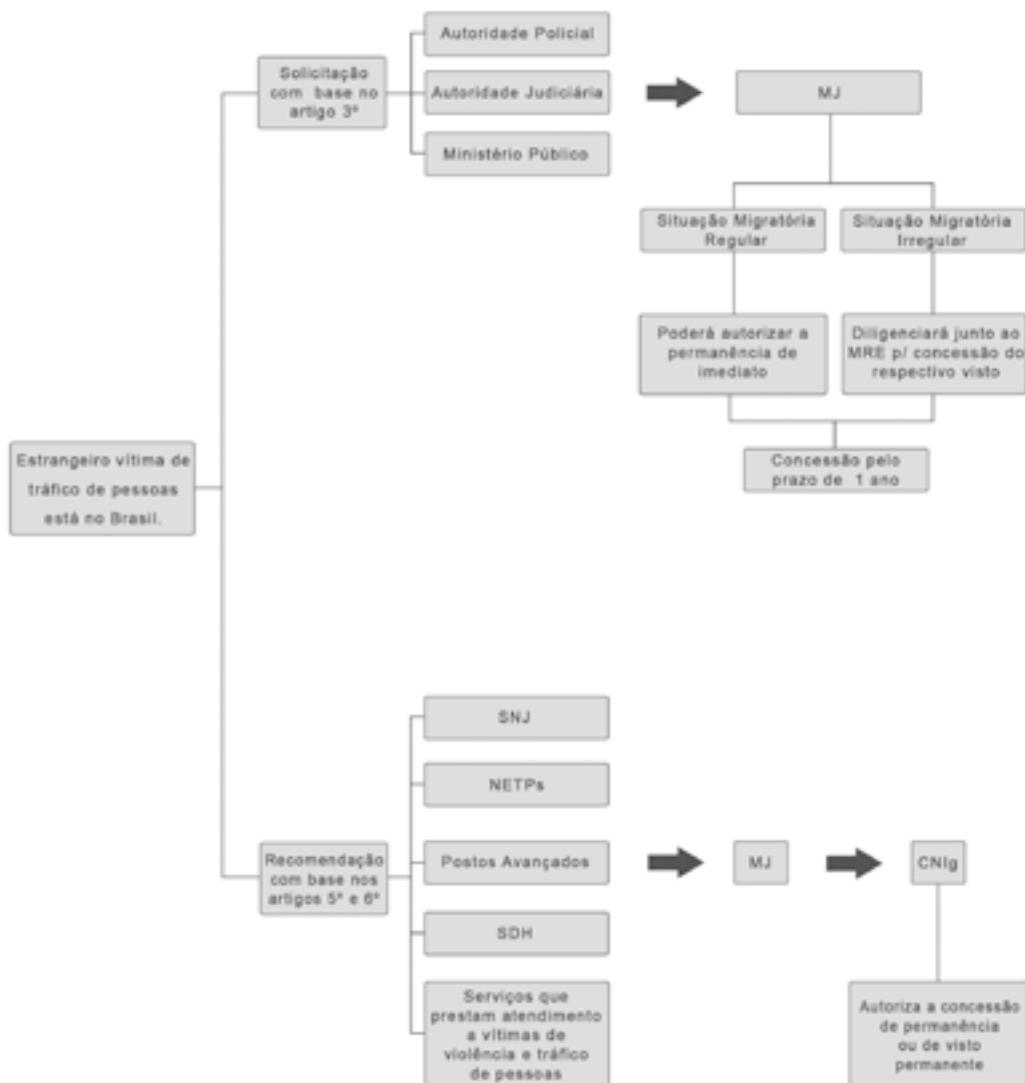 Estrangeiro vítima de
tráfico de pessoas
está no Brasil.
Solicitação
com base no
artigo 3º
Autoridade Policial
Autoridade Judiciária
Ministério Público
MJ
Situação Migratória
Regular
Situação Migratória
Irregular
Poderá autorizar a
permanência de
imediato
Diligenciará junto ao
MRE p/ concessão do
respectivo visto
Concessão pelo
prazo de 1 ano
Recomendação
com base nos
artigos 5º e 6º
SNJ
NETPs
Postos Avançados
SDH
Serviços que
prestam atendimento
a vítimas de
violência e tráfico
de pessoas
MJ
CNIg
Autoriza a concessão
de permanência
ou de visto
permanente